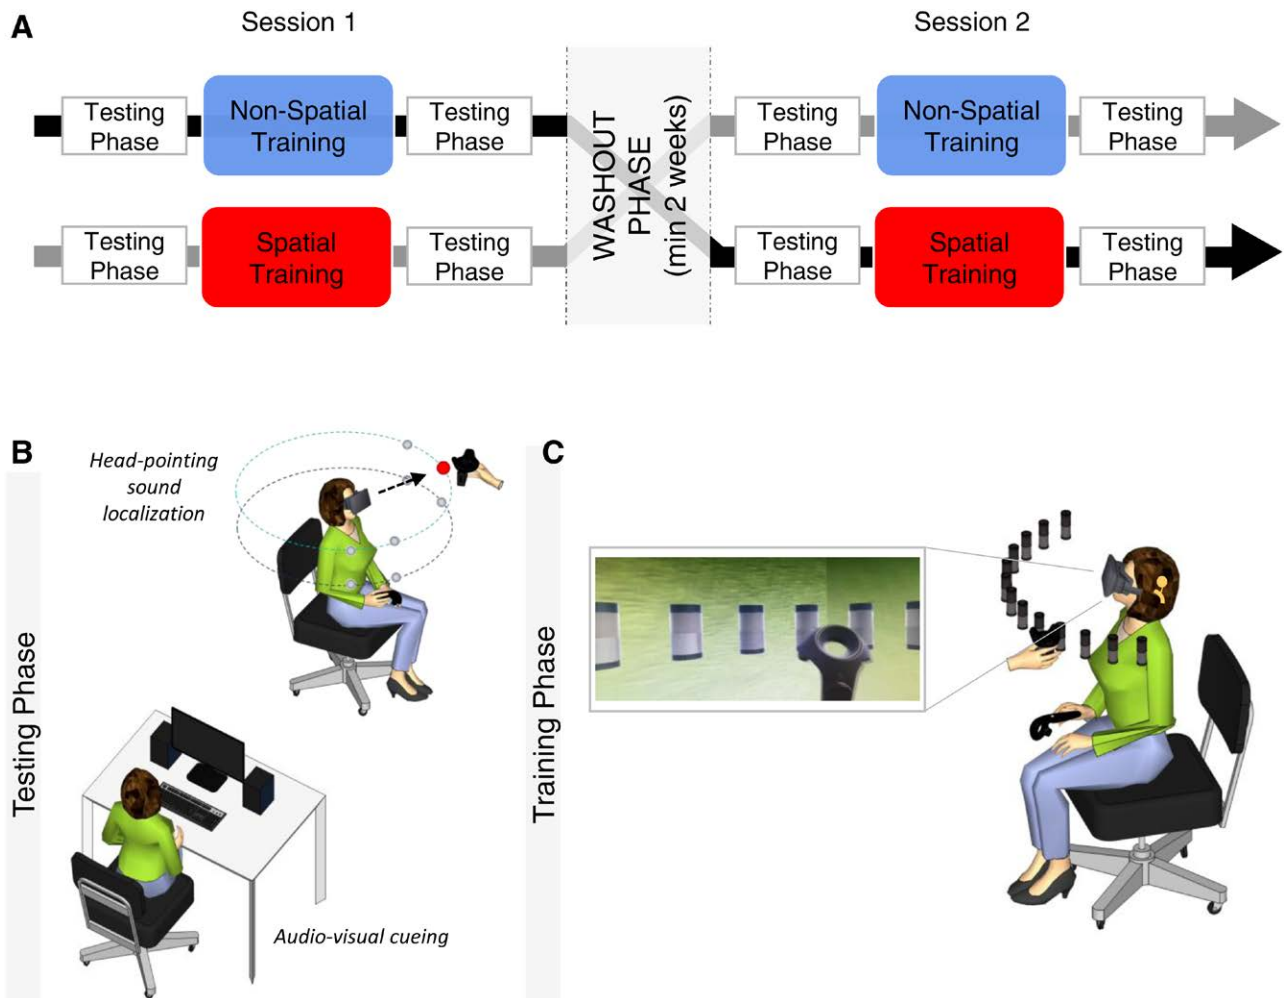 A
Session 1
Session 2
Testing
Phase
Non-Spatial
Training
Testing
Phase
WASHOUT
PHASE
(min 2 weeks)
Testing
Phase
Non-Spatial
Training
Testing
Phase
Testing
Phase
Spatial
Training
Testing
Phase
Testing
Phase
Spatial
Training
Testing
Phase
B
Head-pointing
sound
localization
Testing Phase
Audio-visual cueing
C
Training Phase